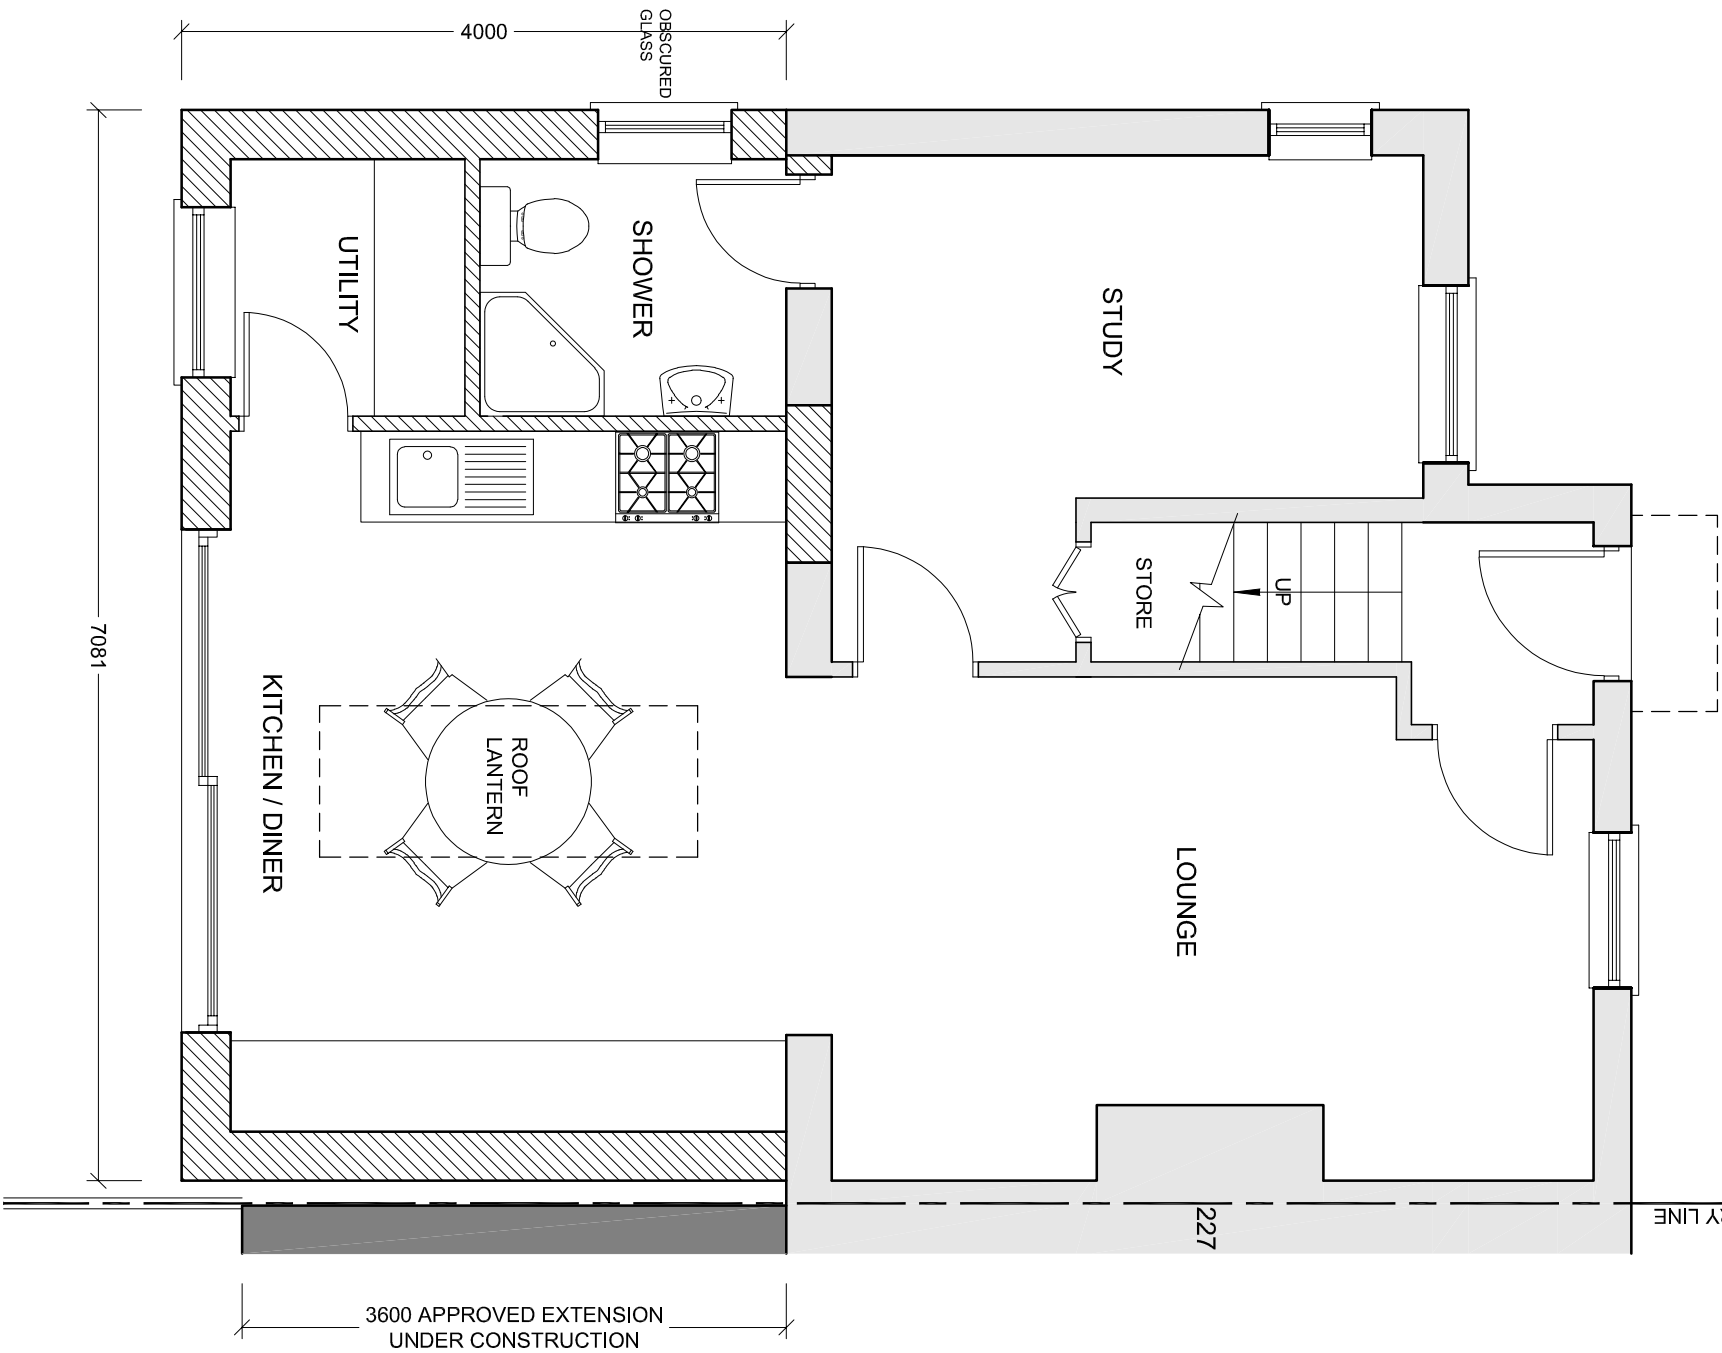 4000
OBSCURED
GLASS
UTILITY
SHOWER
STUDY
STORE
UP
7081
KITCHEN / DINER
ROOF
LANTERN
LOUNGE
227
Y LINE
3600 APPROVED EXTENSION
UNDER CONSTRUCTION